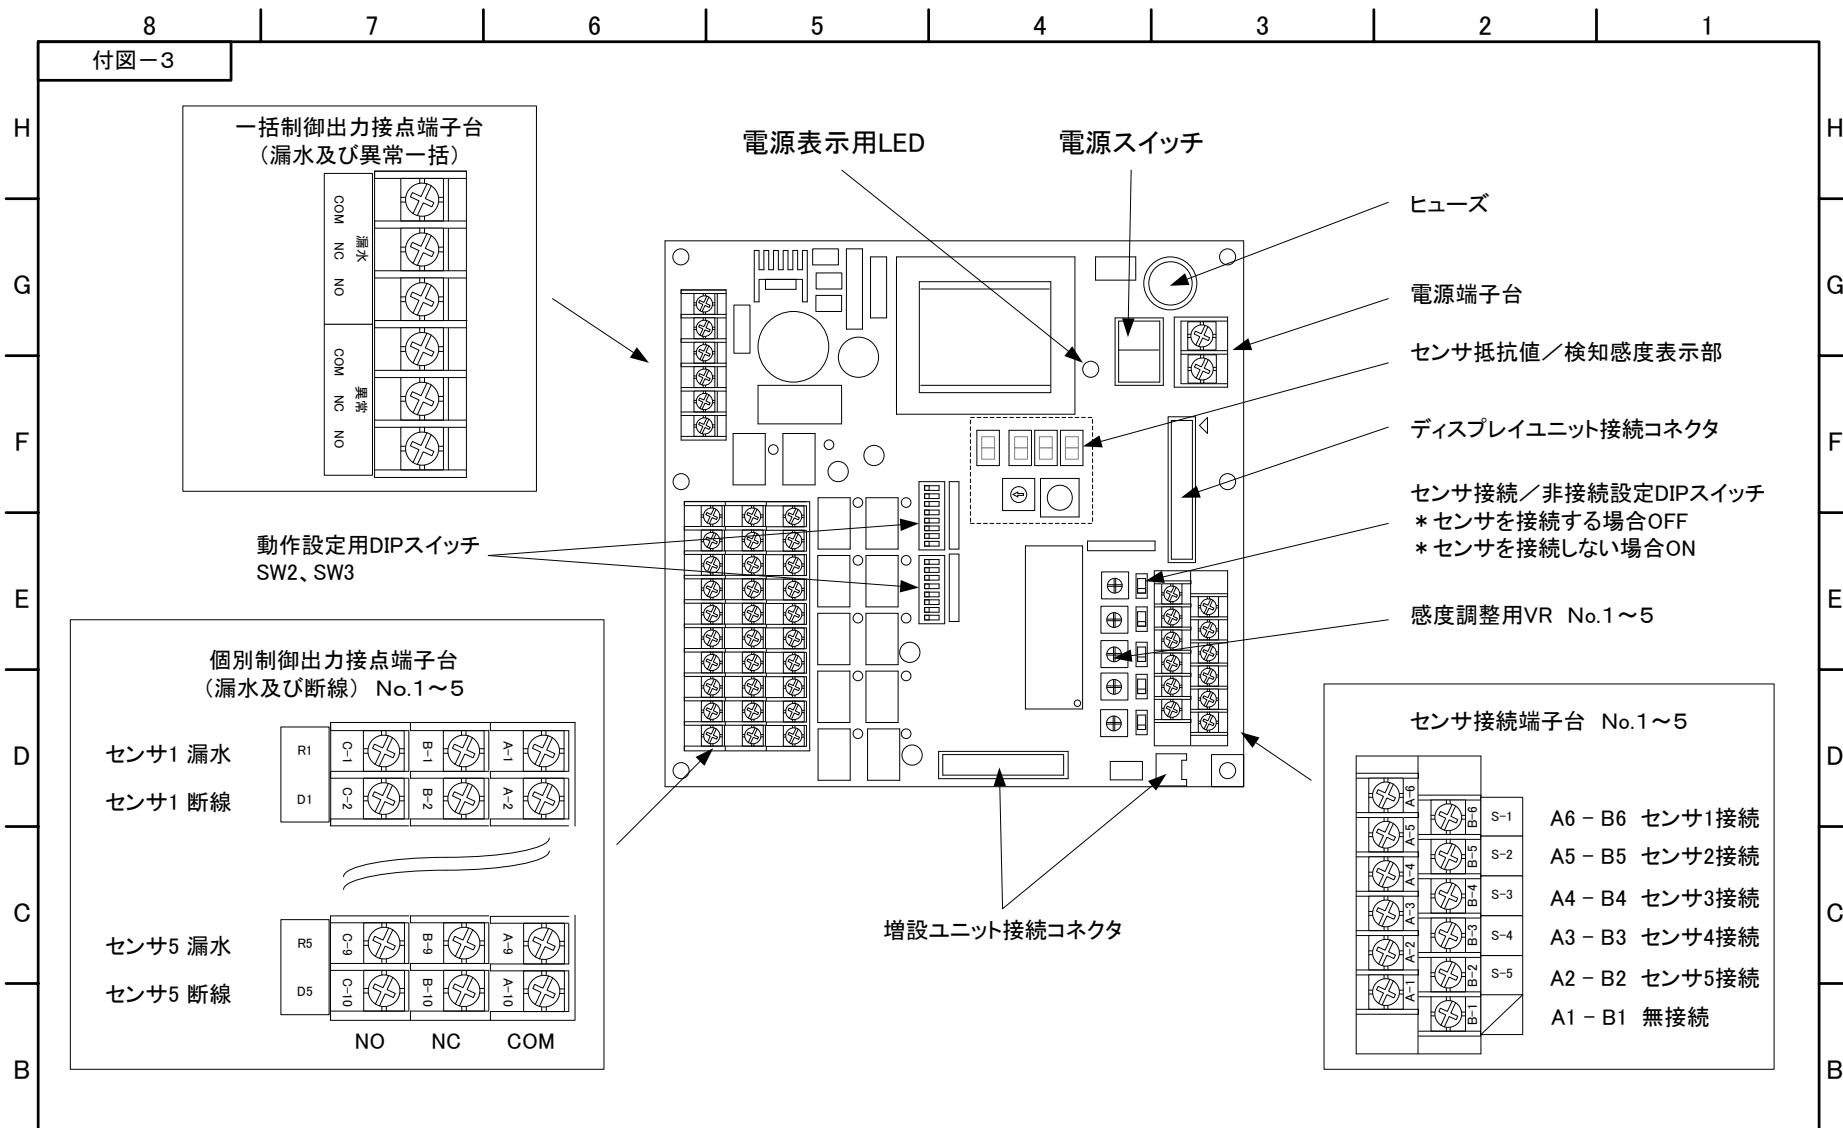 8 7 6 5 4 3 2 1
付図－3
H
G
F
E
D
C
B
H
G
F
E
D
C
B
一括制御出力接点端子台
（漏水及び異常一括）
COM NC NO
漏水
COM NC NO
異常
電源表示用LED
電源スイッチ
ヒューズ
電源端子台
センサ抵抗値／検知感度表示部
ディスプレイユニット接続コネクタ
センサ接続／非接続設定DIPスイッチ
＊センサを接続する場合OFF
＊センサを接続しない場合ON
感度調整用VR No.1～5
動作設定用DIPスイッチ
SW2、SW3
個別制御出力接点端子台
（漏水及び断線） No.1～5
センサ1 漏水 R1 C-1 B-1 A-1
センサ1 断線 D1 C-2 B-2 A-2
センサ5 漏水 R5 C-9 B-9 A-9
センサ5 断線 D5 C-10 B-10 A-10
NO NC COM
増設ユニット接続コネクタ
センサ接続端子台 No.1～5
A-6 B-6 S-1 A6 - B6 センサ1接続
A-5 B-5 S-2 A5 - B5 センサ2接続
A-4 B-4 S-3 A4 - B4 センサ3接続
A-3 B-3 S-4 A3 - B3 センサ4接続
A-2 B-2 S-5 A2 - B2 センサ5接続
A-1 B-1 A1 - B1 無接続